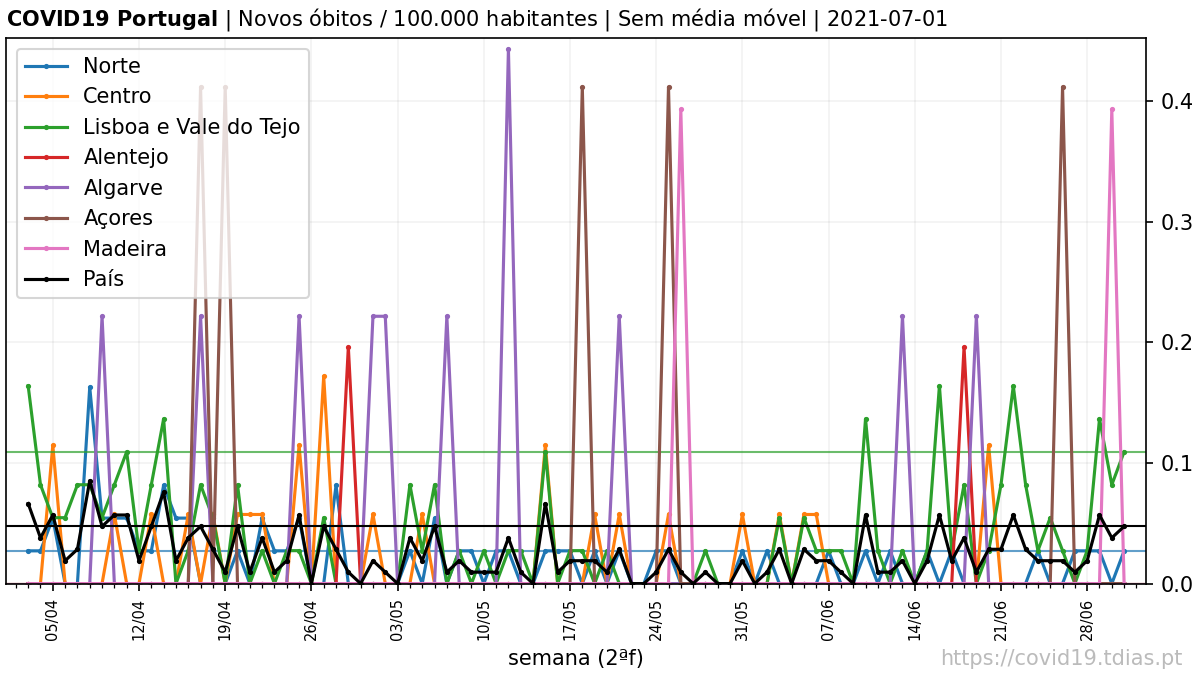 COVID19 Portugal | Novos óbitos / 100.000 habitantes | Sem média móvel | 2021-07-01
Norte
Centro
Lisboa e Vale do Tejo
Alentejo
Algarve
Açores
Madeira
País
0.4
0.3
0.2
0.1
0.0
05/04
12/04
19/04
26/04
03/05
10/05
17/05
24/05
31/05
07/06
14/06
21/06
28/06
semana (2ªf)
https://covid19.tdias.pt